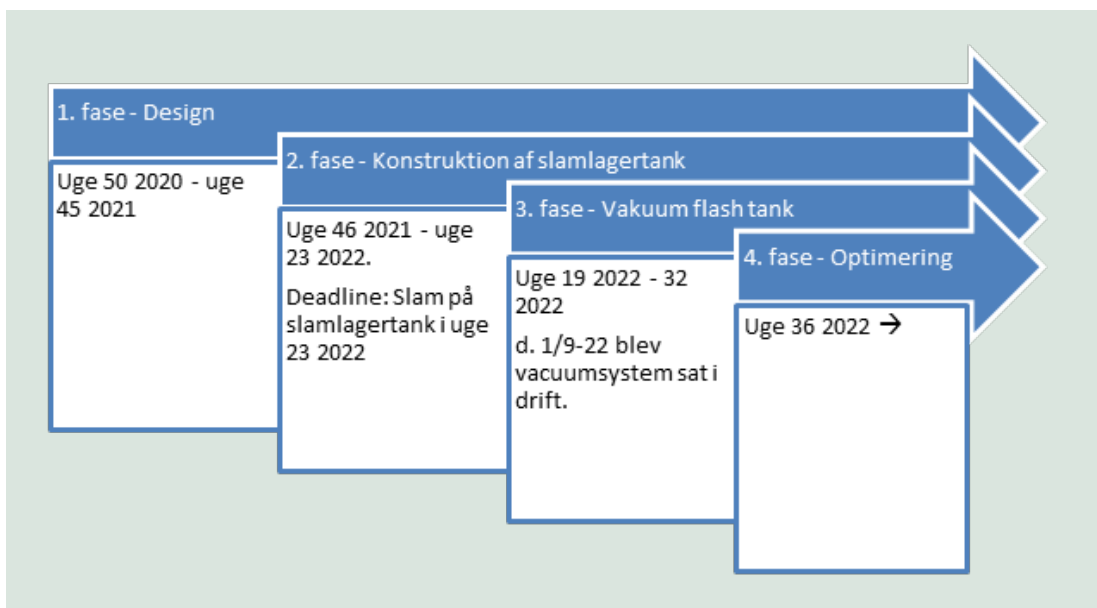 1. fase - Design
Uge 50 2020 - uge
45 2021
2. fase - Konstruktion af slamlagertank
Uge 46 2021 - uge
23 2022.
Deadline: Slam på
slamlagertank i uge
23 2022
3. fase - Vakuum flash tank
Uge 19 2022 - 32
2022
d. 1/9-22 blev
vacuumsystem sat i
drift.
4. fase - Optimering
Uge 36 2022 →